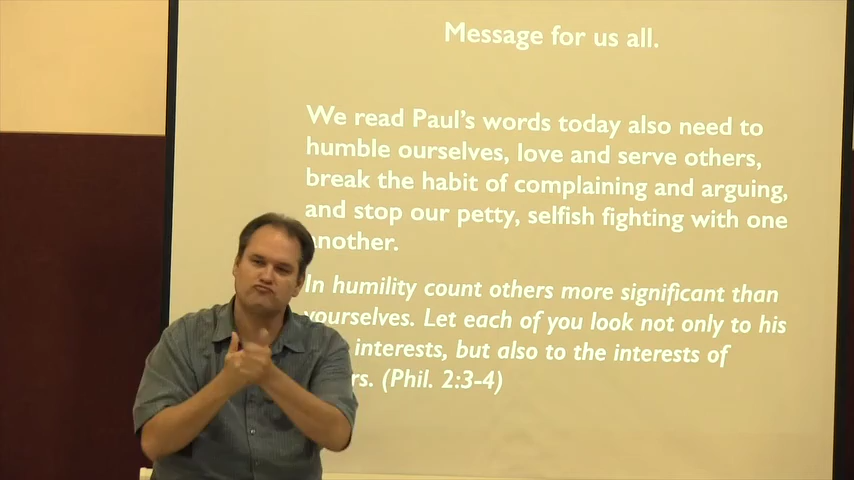 Message for us all.
We read Paul's words today also need to
humble ourselves, love and serve others,
break the habit of complaining and arguing,
and stop our petty, selfish fighting with one
another.
In humility count others more significant than
yourselves. Let each of you look not only to his
interests, but also to the interests of
(Phil. 2:3-4)